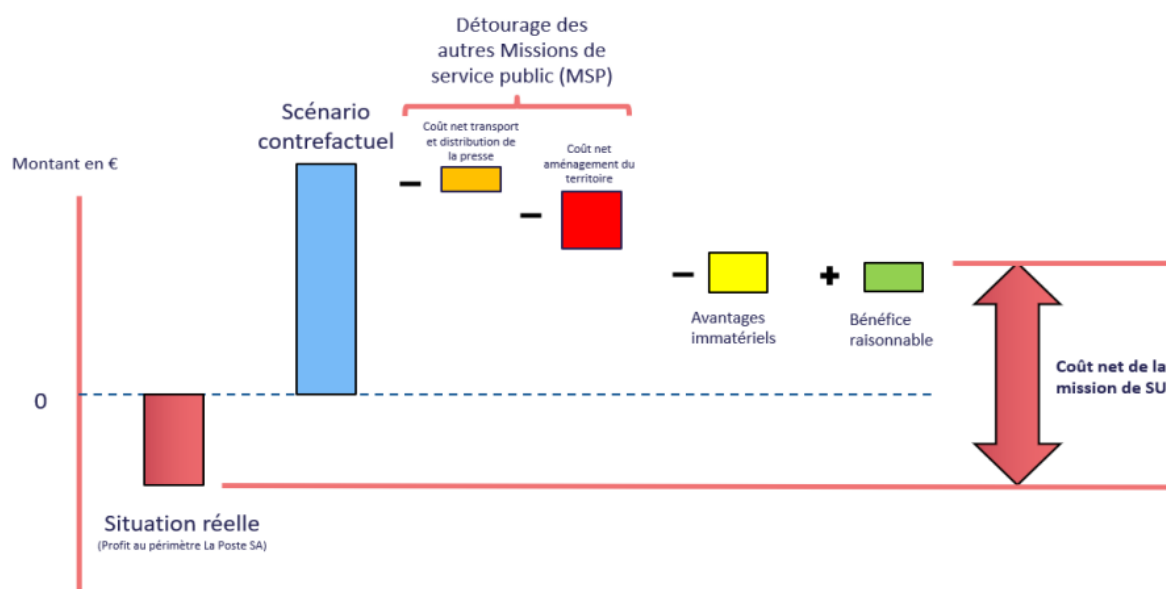 Détourage des
autres Missions de
service public (MSP)
Scénario
contrefactuel
Coût net transport
et distribution de
la presse
Coût net
aménagement du
territoire
Montant en €
–
–
–
+
Avantages
immatériels
Bénéfice
raisonnable
Coût net de la
mission de SU
0
Situation réelle
(Profit au périmètre La Poste SA)